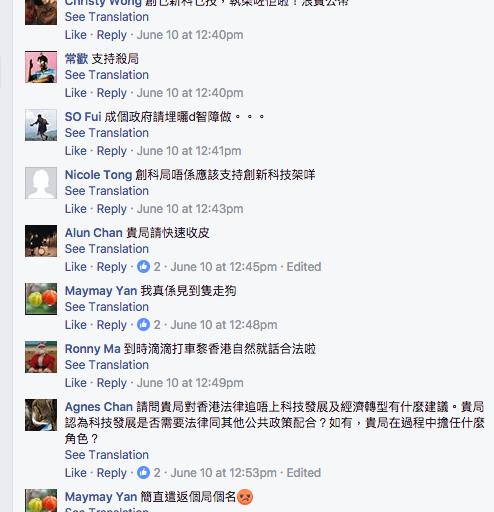 Christy Wong
See Translation
Like · Reply · June 10 at 12:40pm
常歡 支持殺局
See Translation
Like · Reply · June 10 at 12:40pm
SO Fui 成個政府請埋曬d智障做。。。
See Translation
Like · Reply · June 10 at 12:41pm
Nicole Tong 創科局唔係應該支持創新科技架咩
See Translation
Like · Reply · June 10 at 12:43pm
Alun Chan 貴局請快速收皮
See Translation
Like · Reply · 2 · June 10 at 12:45pm · Edited
Maymay Yan 我真係見到隻走狗
See Translation
Like · Reply · 2 · June 10 at 12:48pm
Ronny Ma 到時滴滴打車黎香港自然就話合法啦
See Translation
Like · Reply · June 10 at 12:49pm
Agnes Chan 請問貴局對香港法律追唔上科技發展及經濟轉型有什麼建議。貴局
認為科技發展是否需要法律同其他公共政策配合？如有，貴局在過程中擔任什麼
角色？
See Translation
Like · Reply · 2 · June 10 at 12:53pm · Edited
Maymay Yan 簡直遺返個局個名😡
See Translation